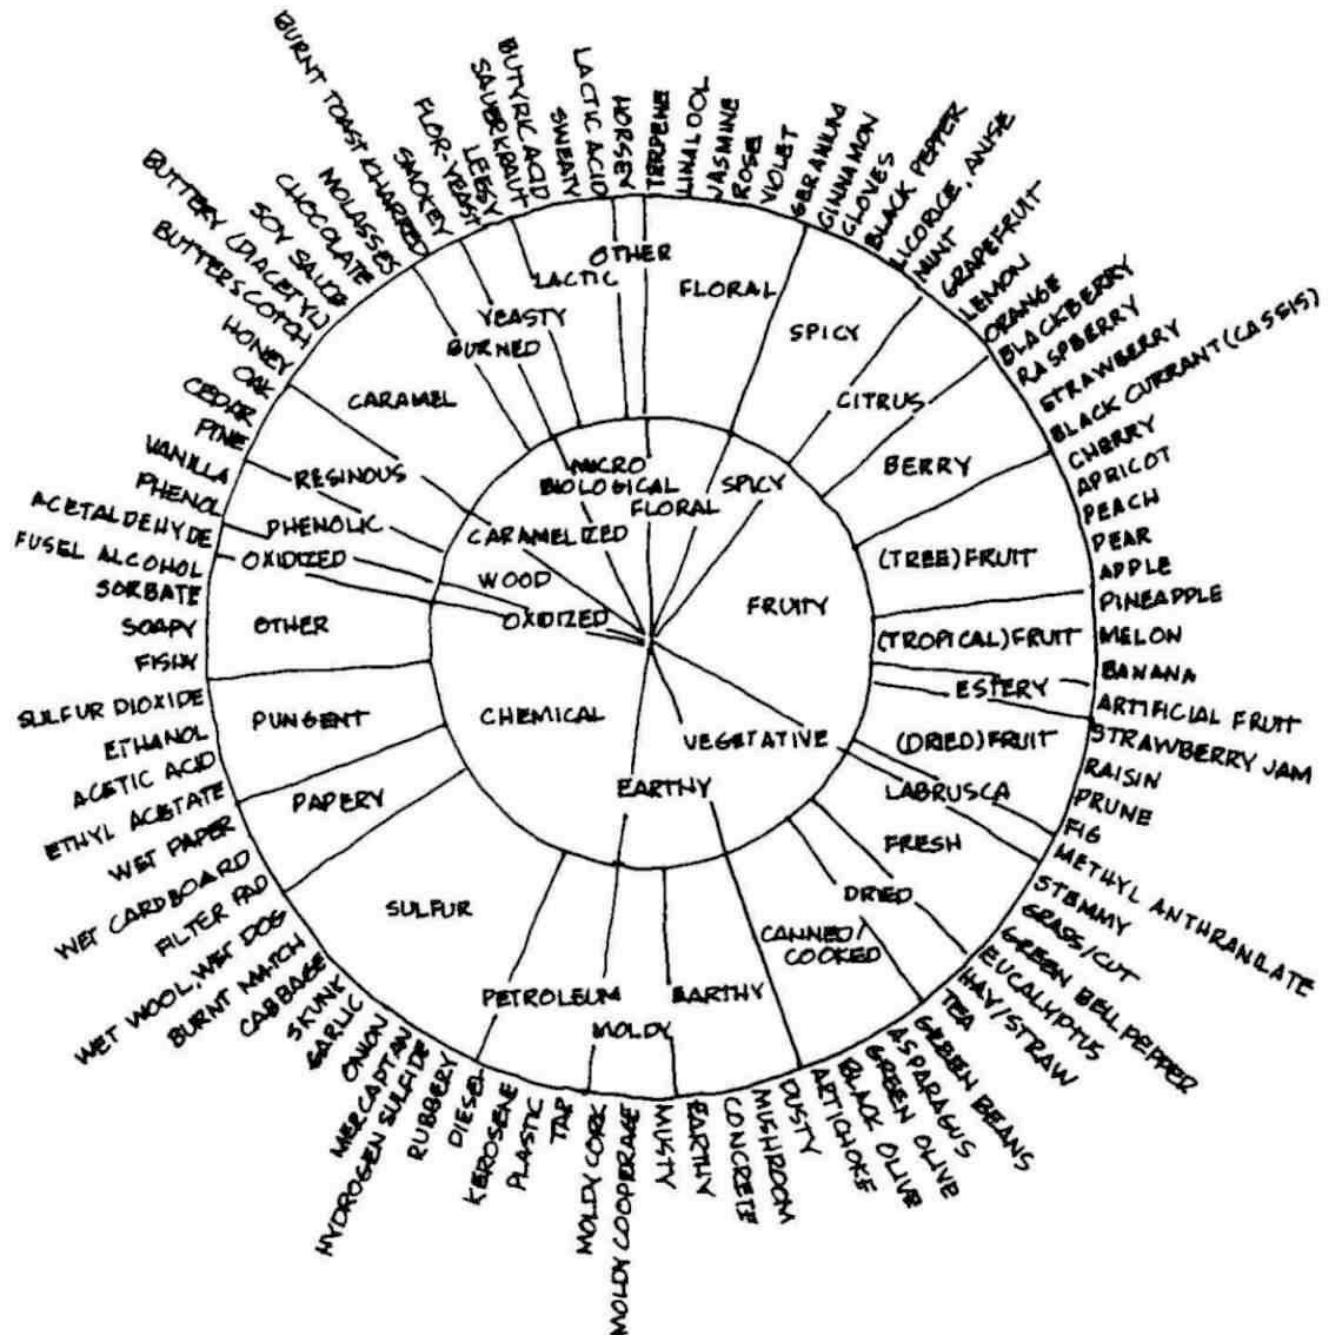 TERPENE
LINALOOL
JASMINE
ROSE
VIOLET
GERANIUM
CINNAMON
CLOVES
BLACK PEPPER
LICORICE, ANISE
MINT
GRAPEFRUIT
LEMON
ORANGE
BLACKBERRY
RASPBERRY
STRAWBERRY
BLACK CURRANT (CASSIS)
CHERRY
APRICOT
PEACH
PEAR
APPLE
PINEAPPLE
MELON
BANANA
ARTIFICIAL FRUIT
STRAWBERRY JAM
RAISIN
PRUNE
FIG
METHYL ANTHRANILATE
STEMMY
GRASS/CUT
GREEN BELL PEPPER
EUCALYPTUS
HAY/STRAW
TEA
GREEN BEANS
ASPARAGUS
GREEN OLIVE
BLACK OLIVE
ARTICHOKE
DUSTY
MUSHROOM
CONCRETE
EARTHY
MUSTY
MOLDY COOPERAGE
MOLDY CORK
TAR
PLASTIC
KEROSENE
DIESEL
RUBBERY
HYDROGEN SULFIDE
MERCAPTAN
ONION
GARLIC
SKUNK
CABBAGE
BURNT MATCH
WET WOOL, WET DOG
FILTER PAD
WET CARDBOARD
WET PAPER
ETHYL ACETATE
ACETIC ACID
ETHANOL
SULFUR DIOXIDE
FISHY
SOAPY
SORBATE
FUSEL ALCOHOL
ACETALDEHYDE
PHENOL
VANILLA
PINE
CEDAR
OAK
HONEY
BUTTERSCOTCH
BUTTERY (DIACETYL)
SOY SAUCE
CHOCOLATE
MOLASSES
BURNT TOAST/CHARRED
SMOKEY
FLOR-YEAST
LEESY
SAUERKRAUT
BUTYRIC ACID
SWEATY
LACTIC ACID
HORSEY
OTHER
FLORAL
SPICY
CITRUS
BERRY
(TREE) FRUIT
(TROPICAL) FRUIT
ESTERY
(DRIED) FRUIT
LABRUSCA
FRESH
DRIED
CANNED/
COOKED
EARTHY
MOLDY
PETROLEUM
SULFUR
PAPERY
PUNGENT
OTHER
OXIDIZED
PHENOLIC
RESINOUS
CARAMEL
BURNED
YEASTY
LACTIC
MICRO
BIOLOGICAL
FLORAL
SPICY
FRUITY
VEGETATIVE
EARTHY
CHEMICAL
OXIDIZED
WOOD
CARAMELIZED